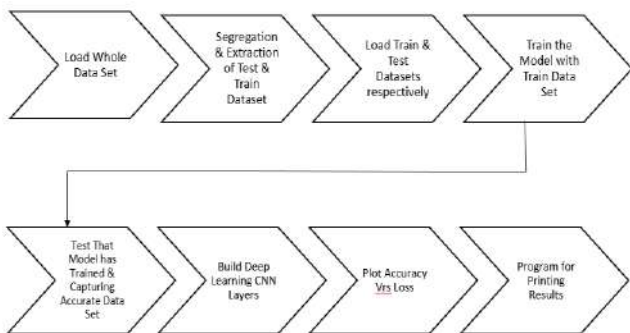 Load Whole
Data Set
Segregation
& Extraction
of Test &
Train
Dataset
Load Train &
Test
Datasets
respectively
Train the
Model with
Train Data
Set
Test That
Model has
Trained &
Capturing
Accurate Data
Set
Build Deep
Learning CNN
Layers
Plot Accuracy
Vrs Loss
Program for
Printing
Results